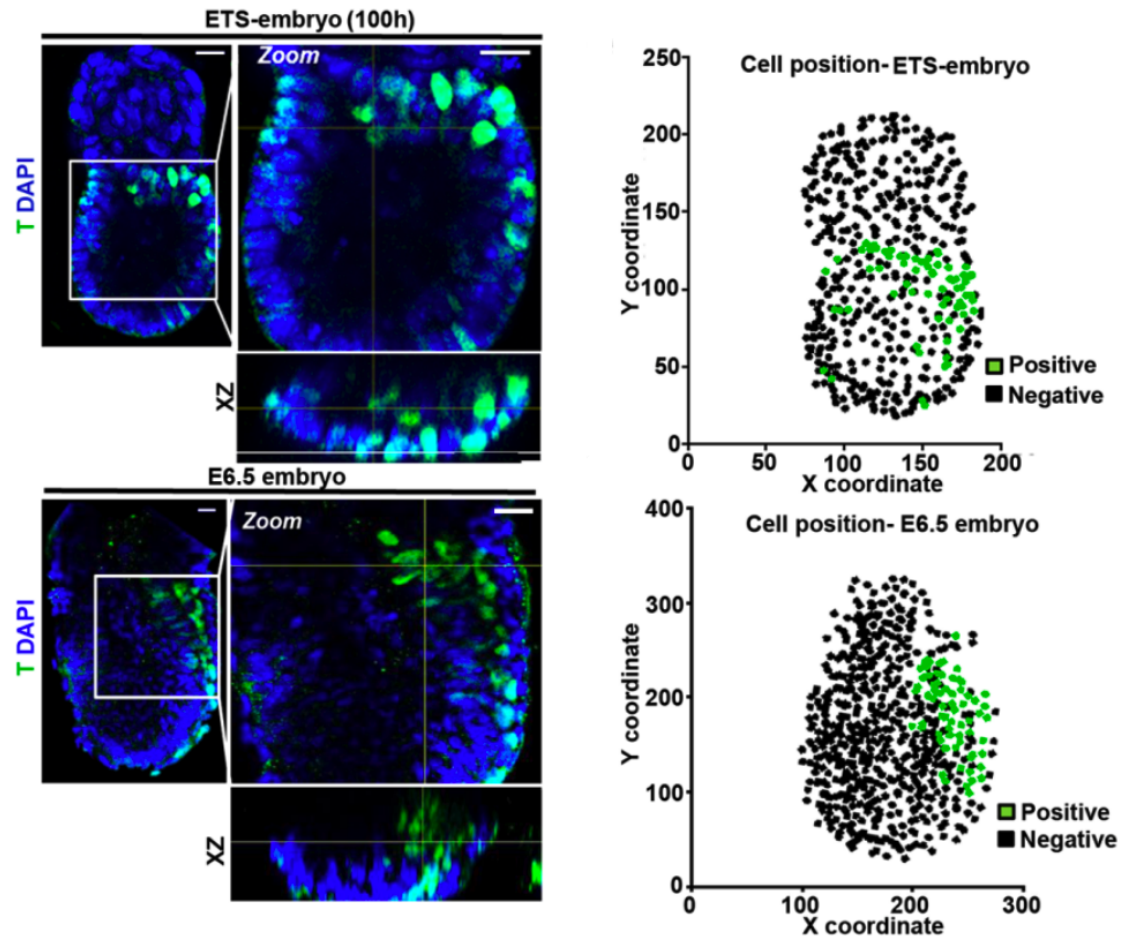 ETS-embryo (100h)
Zoom
T DAPI
XZ
E6.5 embryo
Zoom
T DAPI
XZ
Cell position- ETS-embryo
250
200
150
100
50
0
Y coordinate
0 50 100 150 200
X coordinate
Positive
Negative
Cell position- E6.5 embryo
400
300
200
100
0
Y coordinate
0 100 200 300
X coordinate
Positive
Negative